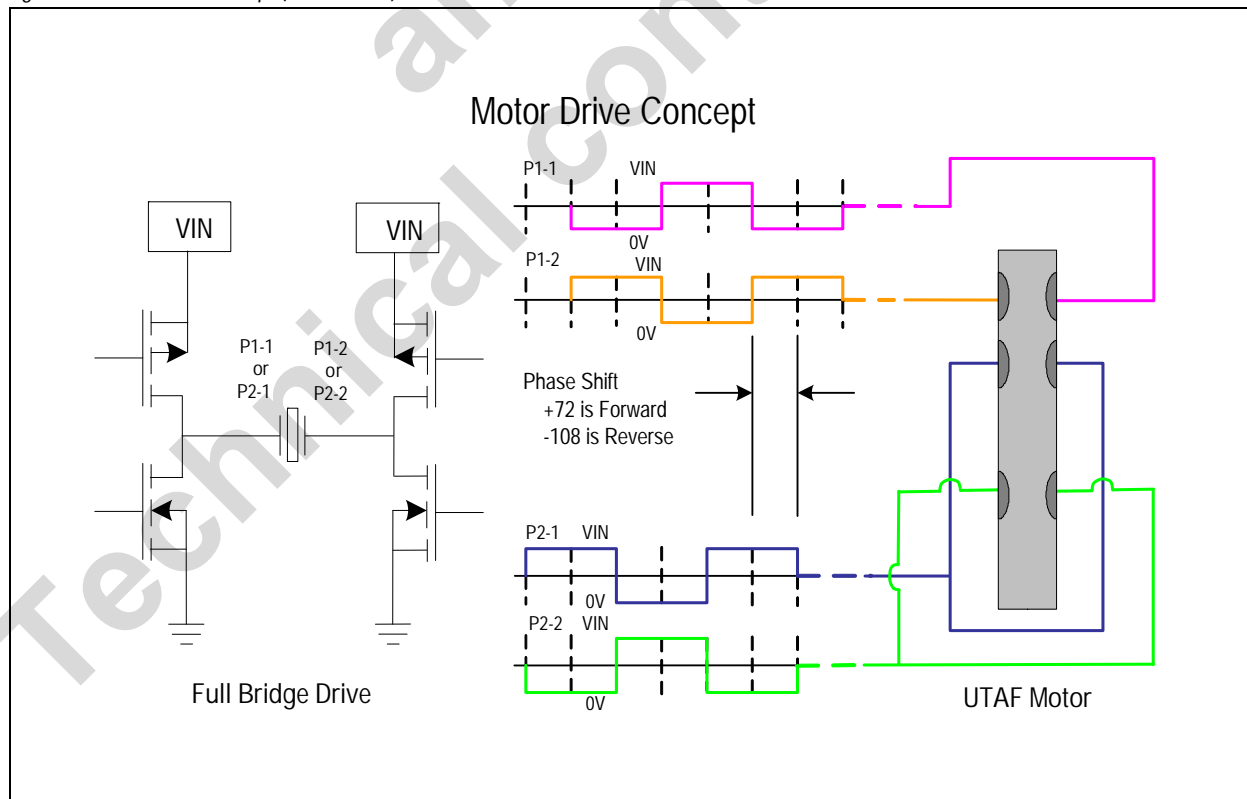 Motor Drive Concept
VIN
VIN
P1-1
or
P2-1
P1-2
or
P2-2
Full Bridge Drive
P1-1
VIN
0V
P1-2
VIN
0V
Phase Shift
+72 is Forward
-108 is Reverse
P2-1
VIN
0V
P2-2
VIN
0V
UTAF Motor
Technical con